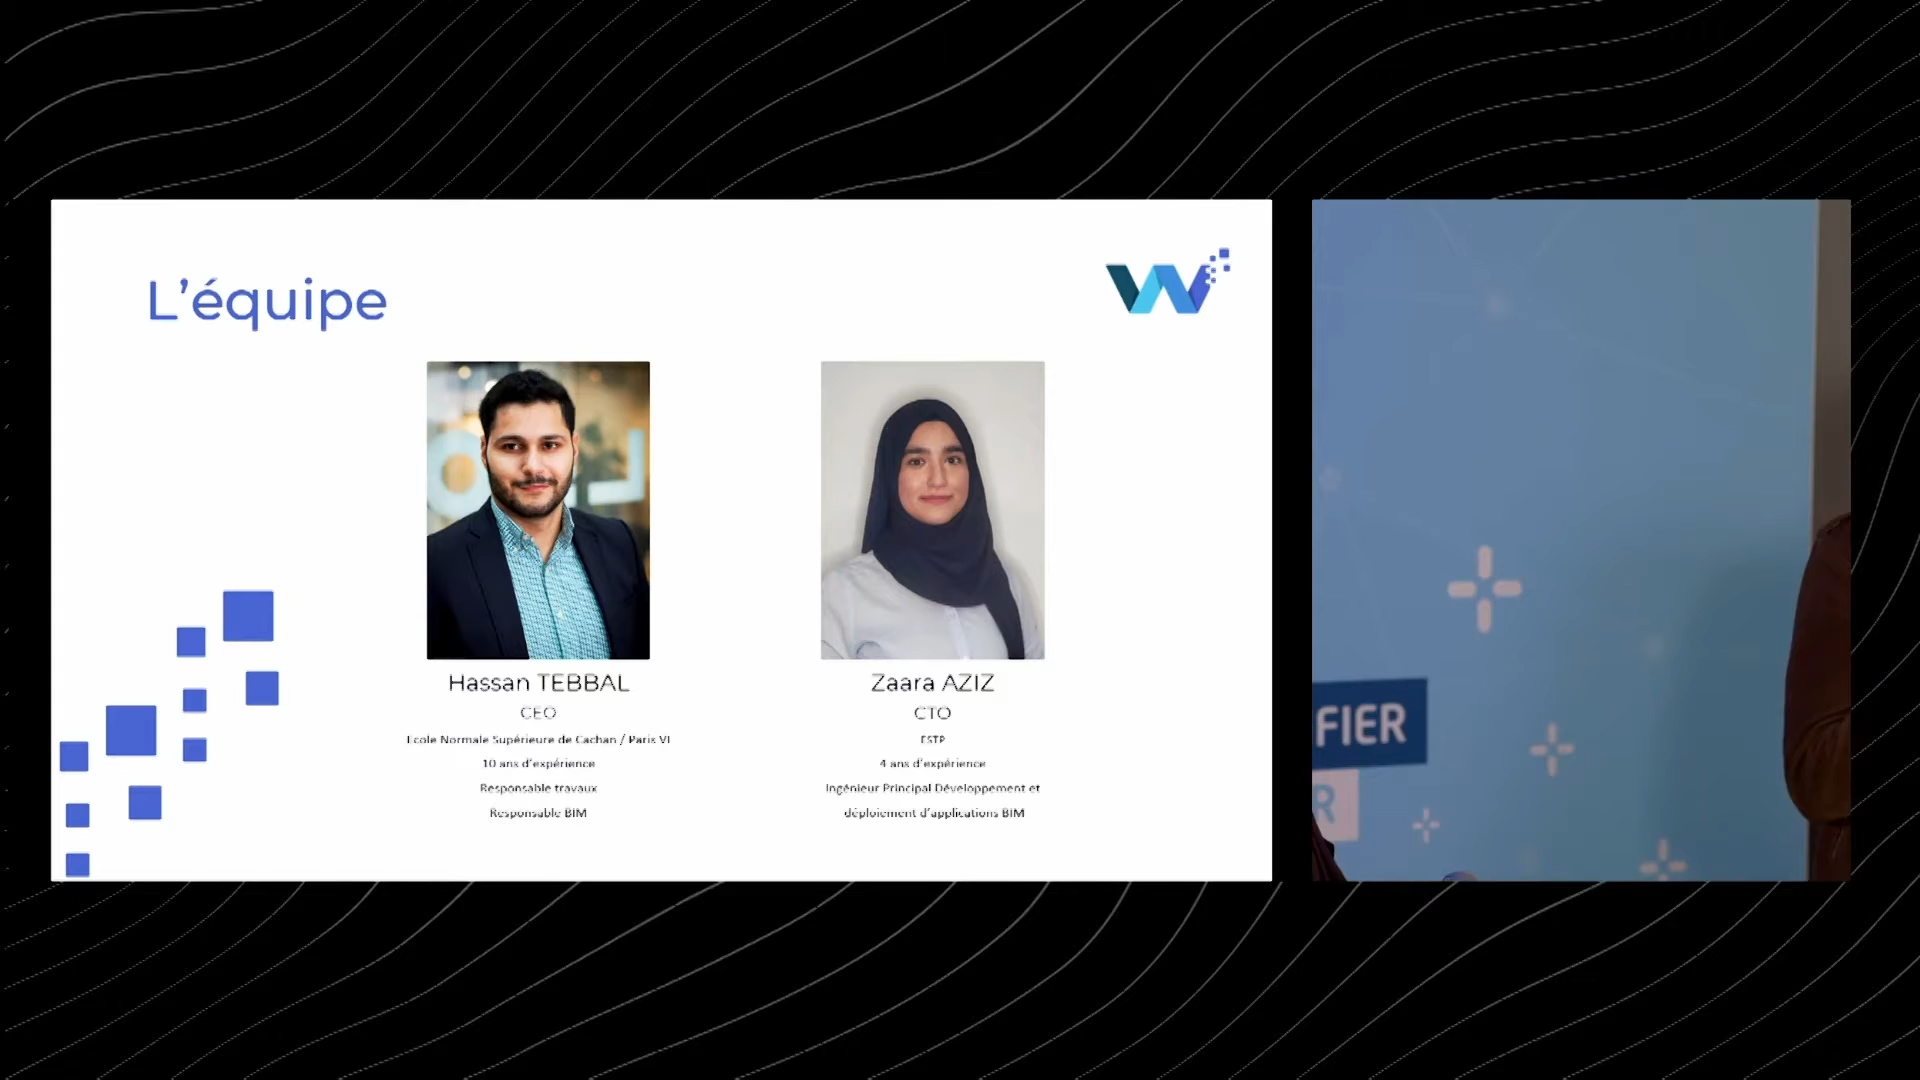 L'équipe
Hassan TEBBAL
CEO
Ecole Normale Supérieure de Cachan / Paris VI
10 ans d'expérience
Responsable travaux
Responsable BIM
Zaara AZIZ
CTO
ESTP
4 ans d'expérience
Ingénieur Principal Développement et
déploiement d'applications BIM
FIER
R